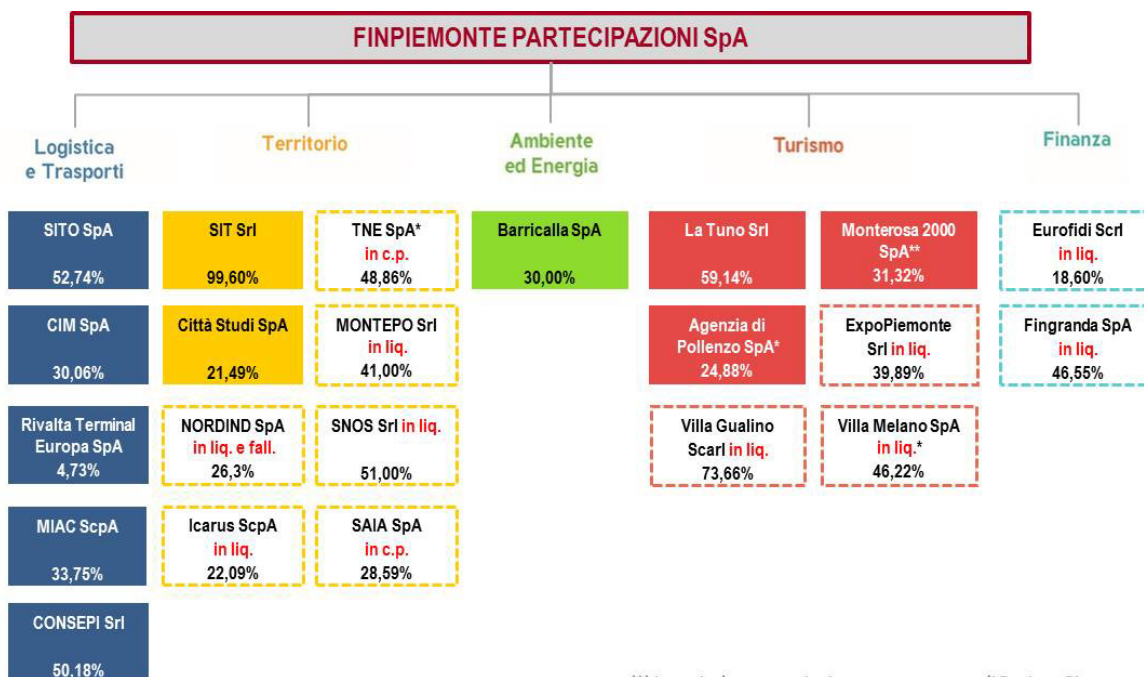 FINPIEMONTE PARTECIPAZIONI SpA
Logistica
e Trasporti
Territorio
Ambiente
ed Energia
Turismo
Finanza
SITO SpA
52,74%
SIT Srl
99,60%
TNE SpA*
in c.p.
48,86%
Barricalla SpA
30,00%
La Tuno Srl
59,14%
Monterosa 2000
SpA**
31,32%
Eurofidi Scrl
in liq.
18,60%
CIM SpA
30,06%
Città Studi SpA
21,49%
MONTEPO Srl
in liq.
41,00%
Agenzia di
Pollenzo SpA*
24,88%
ExpoPiemonte
Srl in liq.
39,89%
Fingranda SpA
in liq.
46,55%
Rivalta Terminal
Europa SpA
4,73%
NORDIND SpA
in liq. e fall.
26,3%
SNOS Srl in liq.
51,00%
Villa Gualino
Scarl in liq.
73,66%
Villa Melano SpA
in liq.*
46,22%
MIAC ScpA
33,75%
Icarus ScpA
in liq.
22,09%
SAIA SpA
in c.p.
28,59%
CONSEPI Srl
50,18%